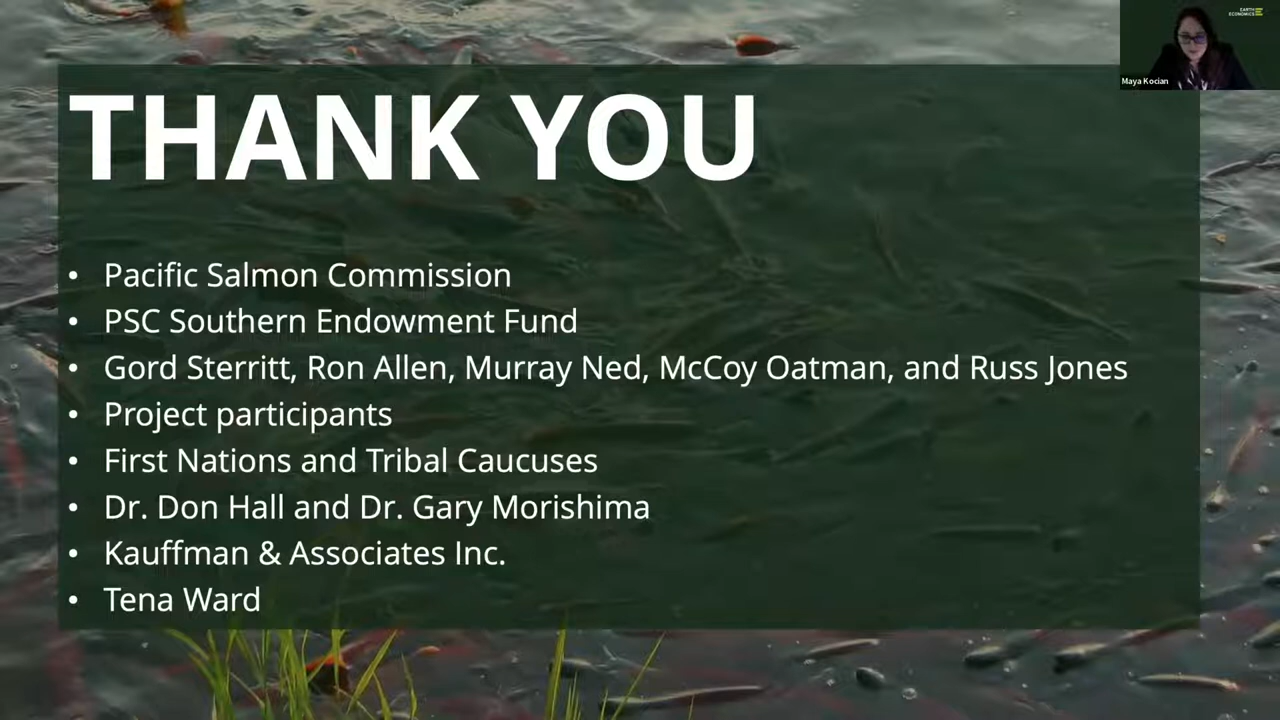 EARTH
ECONOMICS
Maya Kocian
THANK YOU
• Pacific Salmon Commission
• PSC Southern Endowment Fund
• Gord Sterritt, Ron Allen, Murray Ned, McCoy Oatman, and Russ Jones
• Project participants
• First Nations and Tribal Caucuses
• Dr. Don Hall and Dr. Gary Morishima
• Kauffman & Associates Inc.
• Tena Ward